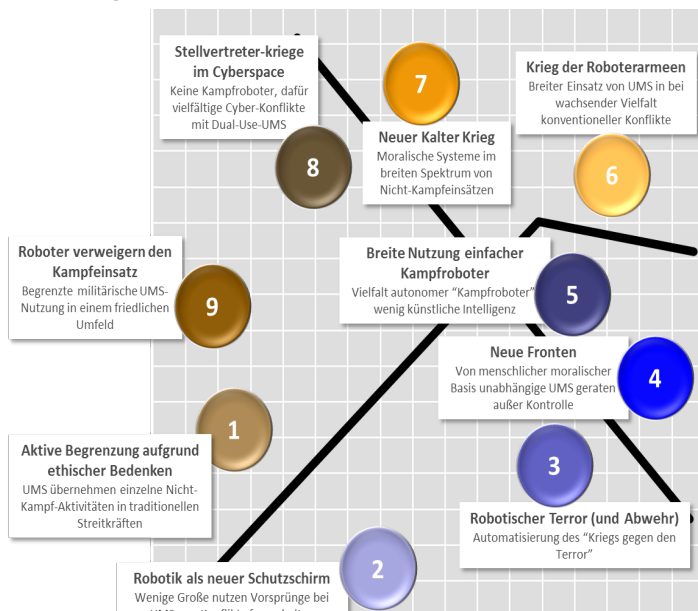 Stellvertreter-kriege
im Cyberspace
Keine Kampfroboter, dafür
vielfältige Cyber-Konflikte
mit Dual-Use-UMS
8
7
Neuer Kalter Krieg
Moralische Systeme im
breiten Spektrum von
Nicht-Kampfeinsätzen
Krieg der Roboterarmeen
Breiter Einsatz von UMS in bei
wachsender Vielfalt
konventioneller Konflikte
6
Roboter verweigern den
Kampfeinsatz
Begrenzte militärische UMS-
Nutzung in einem friedlichen
Umfeld
9
Breite Nutzung einfacher
Kampfroboter
Vielfalt autonomer "Kampfroboter"
wenig künstliche Intelligenz
5
Neue Fronten
Von menschlicher moralischer
Basis unabhängige UMS geraten
außer Kontrolle
4
1
Aktive Begrenzung aufgrund
ethischer Bedenken
UMS übernehmen einzelne Nicht-
Kampf-Aktivitäten in traditionellen
Streitkräften
3
Robotischer Terror (und Abwehr)
Automatisierung des "Kriegs gegen den
Terror"
2
Robotik als neuer Schutzschirm
Wenige Große nutzen Vorsprünge bei